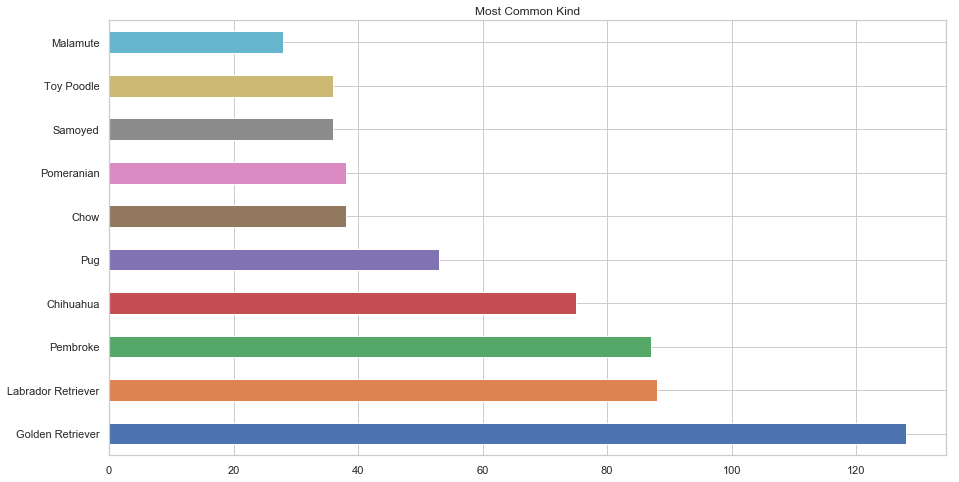 Most Common Kind
Malamute
Toy Poodle
Samoyed
Pomeranian
Chow
Pug
Chihuahua
Pembroke
Labrador Retriever
Golden Retriever
0 20 40 60 80 100 120